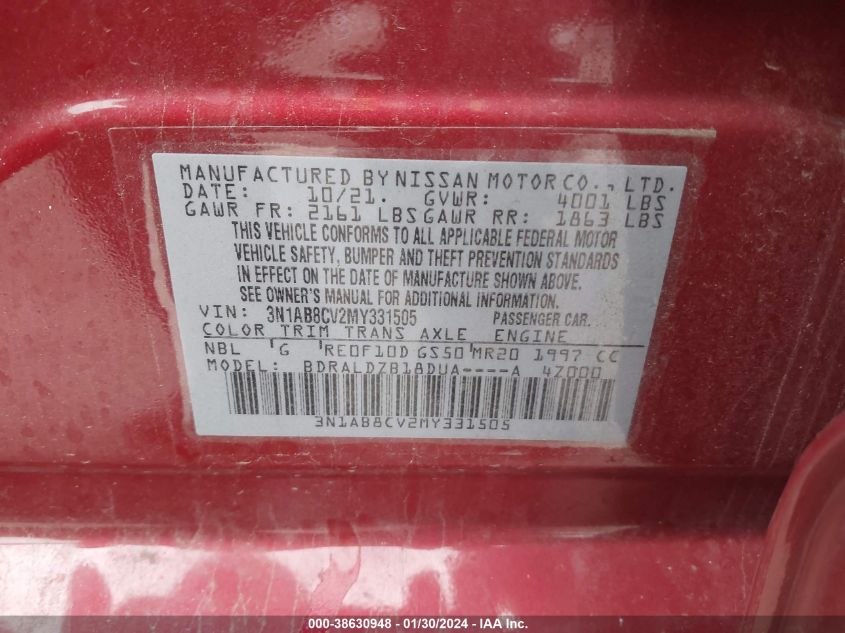 MANUFACTURED BY NISSAN MOTOR CO., LTD.
DATE: 10/21. GVWR: 4001 LBS
GAWR FR: 2161 LBS GAWR RR: 1863 LBS
THIS VEHICLE CONFORMS TO ALL APPLICABLE FEDERAL MOTOR
VEHICLE SAFETY, BUMPER AND THEFT PREVENTION STANDARDS
IN EFFECT ON THE DATE OF MANUFACTURE SHOWN ABOVE.
SEE OWNER'S MANUAL FOR ADDITIONAL INFORMATION.
VIN: 3N1AB8CV2MY331505 PASSENGER CAR.
COLOR TRIM TRANS AXLE ENGINE
NBL G RE0F10D GS50 MR20 1997 CC
MODEL: BDRALDZB18DUA----A 4Z000
3N1AB8CV2MY331505
000-38630948 - 01/30/2024 - IAA Inc.